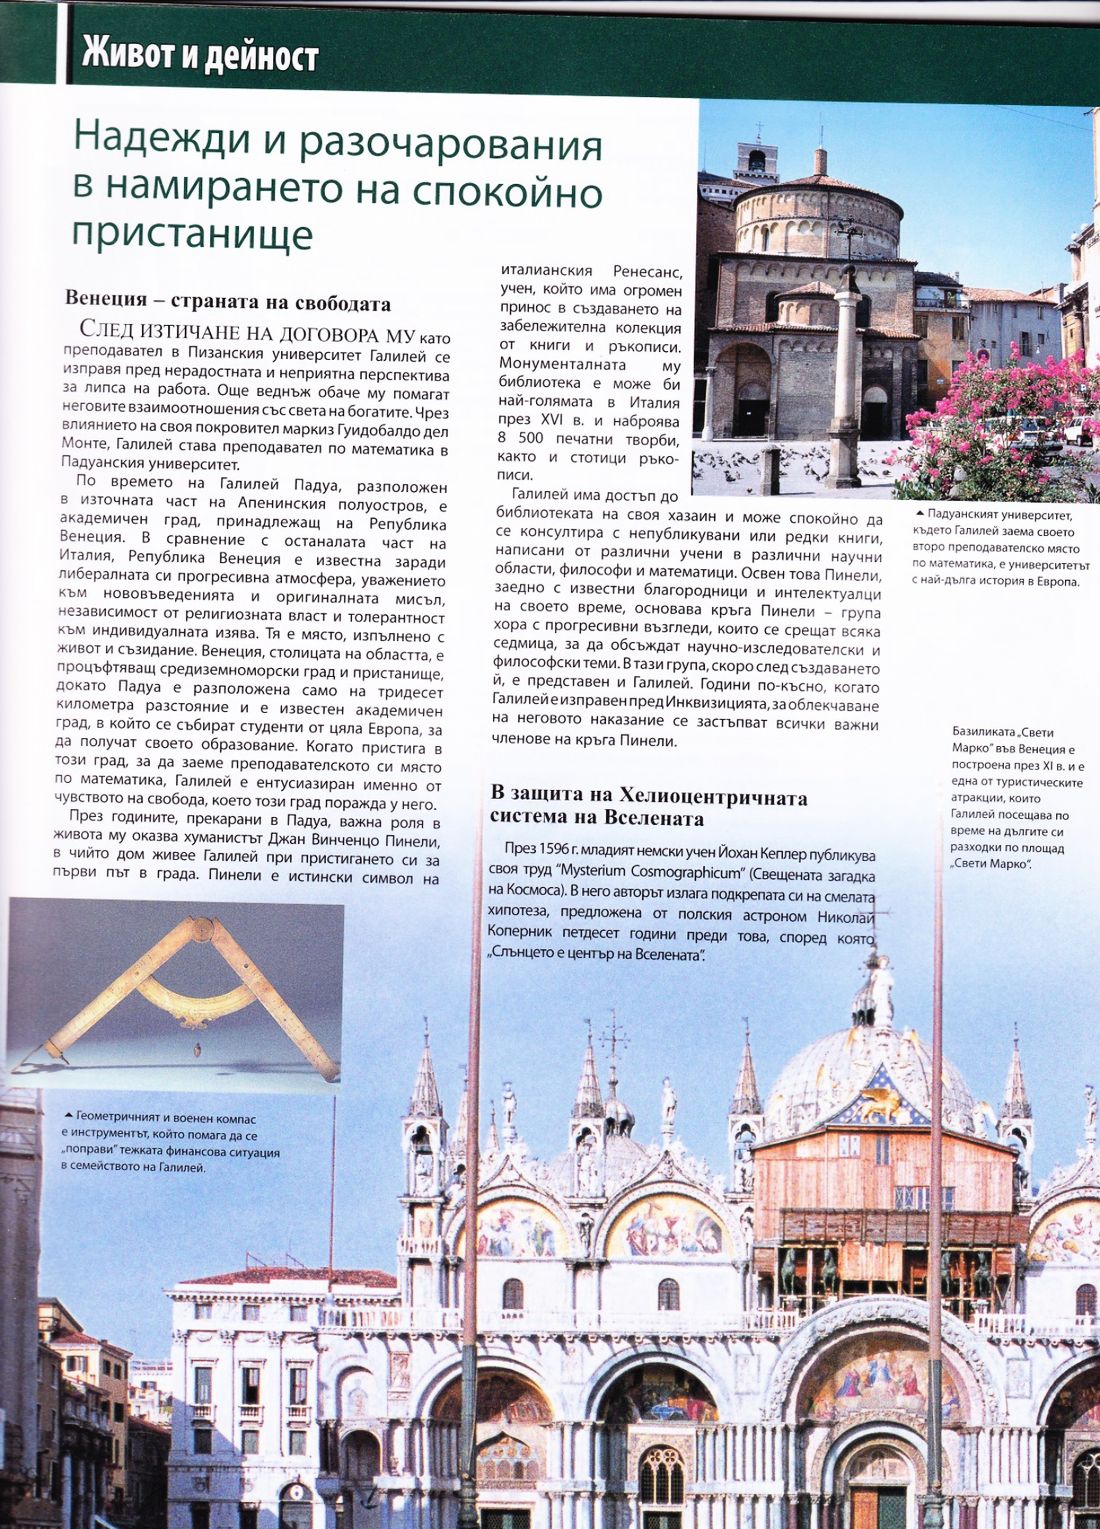 Живот и дейност
Надежди и разочарования
в намирането на спокойно
пристанище
Венеция – страната на свободата
След изтичане на договора му като
преподавател в Пизанския университет Галилей се
изправя пред нерадостната и неприятна перспектива
за липса на работа. Още веднъж обаче му помагат
неговите взаимоотношения със света на богатите. Чрез
влиянието на своя покровител маркиз Гуидобалдо дел
Монте, Галилей става преподавател по математика в
Падуанския университет.
По времето на Галилей Падуа, разположен
в източната част на Апенинския полуостров, е
академичен град, принадлежащ на Република
Венеция. В сравнение с останалата част на
Италия, Република Венеция е известна заради
либералната си прогресивна атмосфера, уважението
към нововъведенията и оригиналната мисъл,
независимост от религиозната власт и толерантност
към индивидуалната изява. Тя е място, изпълнено с
живот и съзидание. Венеция, столицата на областта, е
процъфтяващ средиземноморски град и пристанище,
докато Падуа е разположена само на тридесет
километра разстояние и е известен академичен
град, в който се събират студенти от цяла Европа, за
да получат своето образование. Когато пристига в
този град, за да заеме преподавателското си място
по математика, Галилей е ентусиазиран именно от
чувството на свобода, което този град поражда у него.
През годините, прекарани в Падуа, важна роля в
живота му оказва хуманистът Джан Винченцо Пинели,
в чийто дом живее Галилей при пристигането си за
първи път в града. Пинели е истински символ на
италианския Ренесанс,
учен, който има огромен
принос в създаването на
забележителна колекция
от книги и ръкописи.
Монументалната му
библиотека е може би
най-голямата в Италия
през XVI в. и наброява
8 500 печатни творби,
както и стотици ръко-
писи.
Галилей има достъп до
библиотеката на своя хазаин и може спокойно да
се консултира с непубликувани или редки книги,
написани от различни учени в различни научни
области, философи и математици. Освен това Пинели,
заедно с известни благородници и интелектуалци
на своето време, основава кръга Пинели – група
хора с прогресивни възгледи, които се срещат всяка
седмица, за да обсъждат научно-изследователски и
философски теми. В тази група, скоро след създаването
ѝ, е представен и Галилей. Години по-късно, когато
Галилей е изправен пред Инквизицията, за облекчаване
на неговото наказание се застъпват всички важни
членове на кръга Пинели.
В защита на Хелиоцентричната
система на Вселената
През 1596 г. младият немски учен Йохан Кеплер публикува
своя труд “Mysterium Cosmographicum” (Свещената загадка
на Космоса). В него авторът излага подкрепата си на смелата
хипотеза, предложена от полския астроном Николай
Коперник петдесет години преди това, според която
„Слънцето е център на Вселената”.
Падуанският университет,
където Галилей заема своето
второ преподавателско място
по математика, е университетът
с най-дълга история в Европа.
Базиликата „Свети
Марко” във Венеция е
построена през XI в. и е
една от туристическите
атракции, които
Галилей посещава по
време на дългите си
разходки по площад
„Свети Марко”.
Геометричният и военен компас
е инструментът, който помага да се
„поправи” тежката финансова ситуация
в семейството на Галилей.